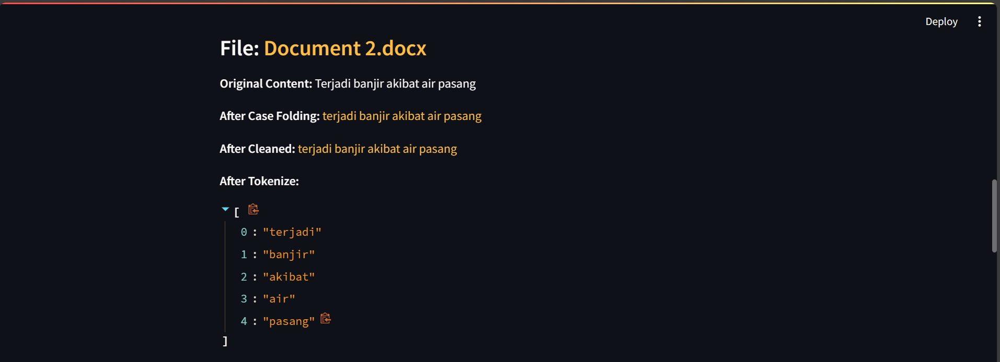 Deploy
File: Document 2.docx
Original Content: Terjadi banjir akibat air pasang
After Case Folding: terjadi banjir akibat air pasang
After Cleaned: terjadi banjir akibat air pasang
After Tokenize:
[
0 : "terjadi"
1 : "banjir"
2 : "akibat"
3 : "air"
4 : "pasang"
]